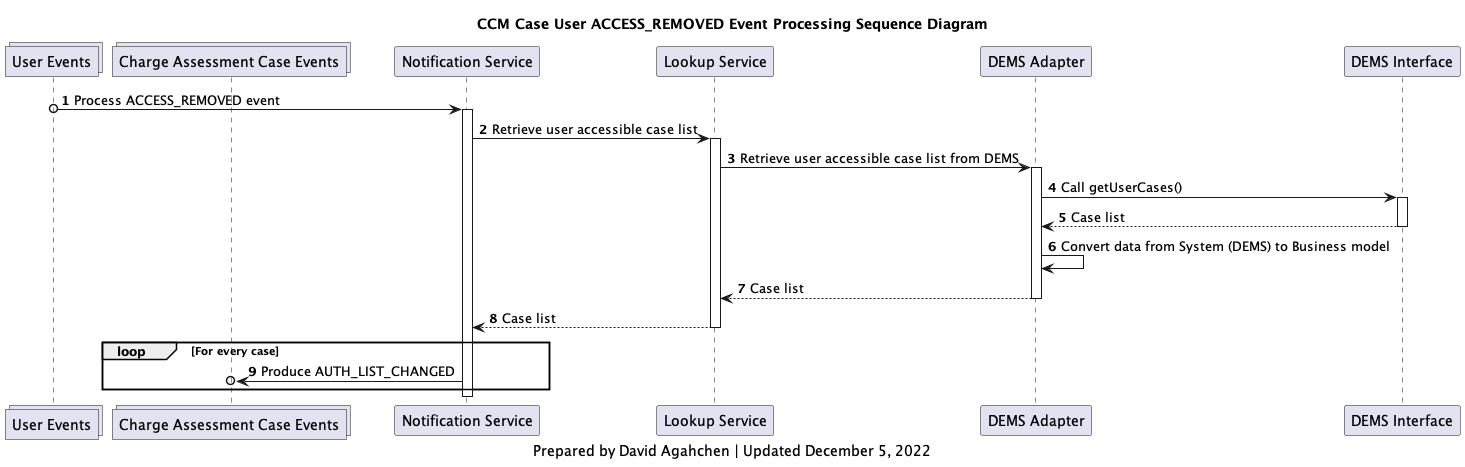 CCM Case User ACCESS_REMOVED Event Processing Sequence Diagram
User Events
Charge Assessment Case Events
Notification Service
Lookup Service
DEMS Adapter
DEMS Interface
1 Process ACCESS_REMOVED event
2 Retrieve user accessible case list
3 Retrieve user accessible case list from DEMS
4 Call getUserCases()
5 Case list
6 Convert data from System (DEMS) to Business model
7 Case list
8 Case list
loop [For every case]
9 Produce AUTH_LIST_CHANGED
User Events
Charge Assessment Case Events
Notification Service
Lookup Service
DEMS Adapter
DEMS Interface
Prepared by David Agahchen | Updated December 5, 2022